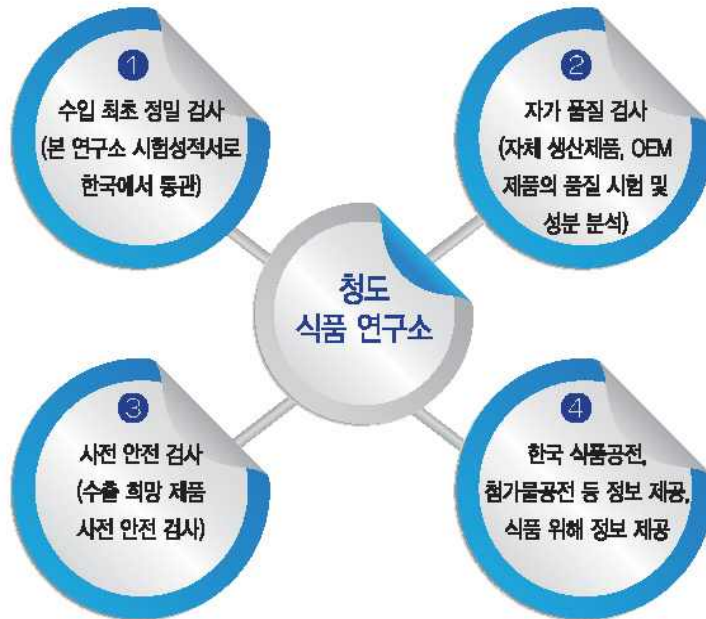 1
수입 최초 정밀 검사
(본 연구소 시험성적서로
한국에서 통관)
2
자가 품질 검사
(자체 생산제품, OEM
제품의 품질 시험 및
성분 분석)
청도
식품 연구소
3
사전 안전 검사
(수출 희망 제품
사전 안전 검사)
4
한국 식품공전,
첨가물공전 등 정보 제공,
식품 위해 정보 제공